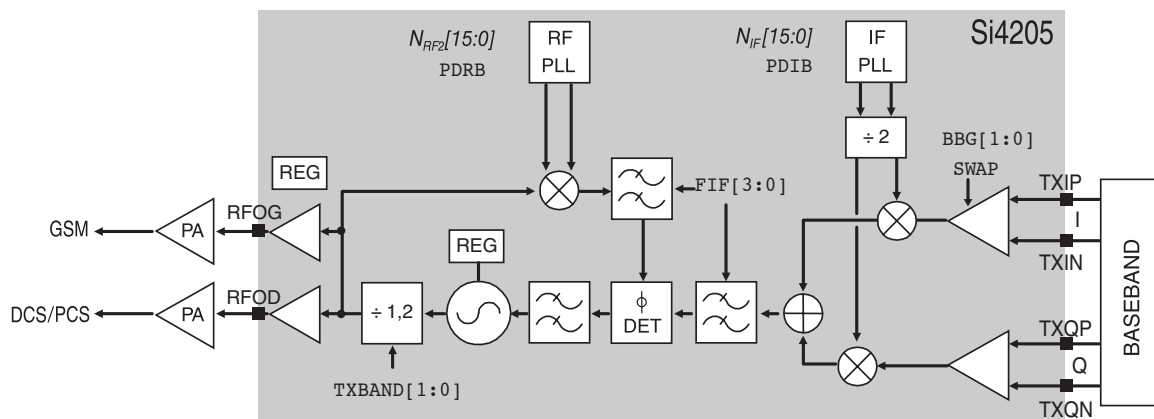 Si4205
N_RF2[15:0]
PDRB
RF
PLL
N_IF[15:0]
PDIB
IF
PLL
÷ 2
BBG[1:0]
SWAP
REG
FIF[3:0]
TXIP
I
TXIN
GSM
PA
RFOG
REG
DCS/PCS
PA
RFOD
÷ 1,2
ϕ
DET
TXBAND[1:0]
TXQP
Q
TXQN
BASEBAND